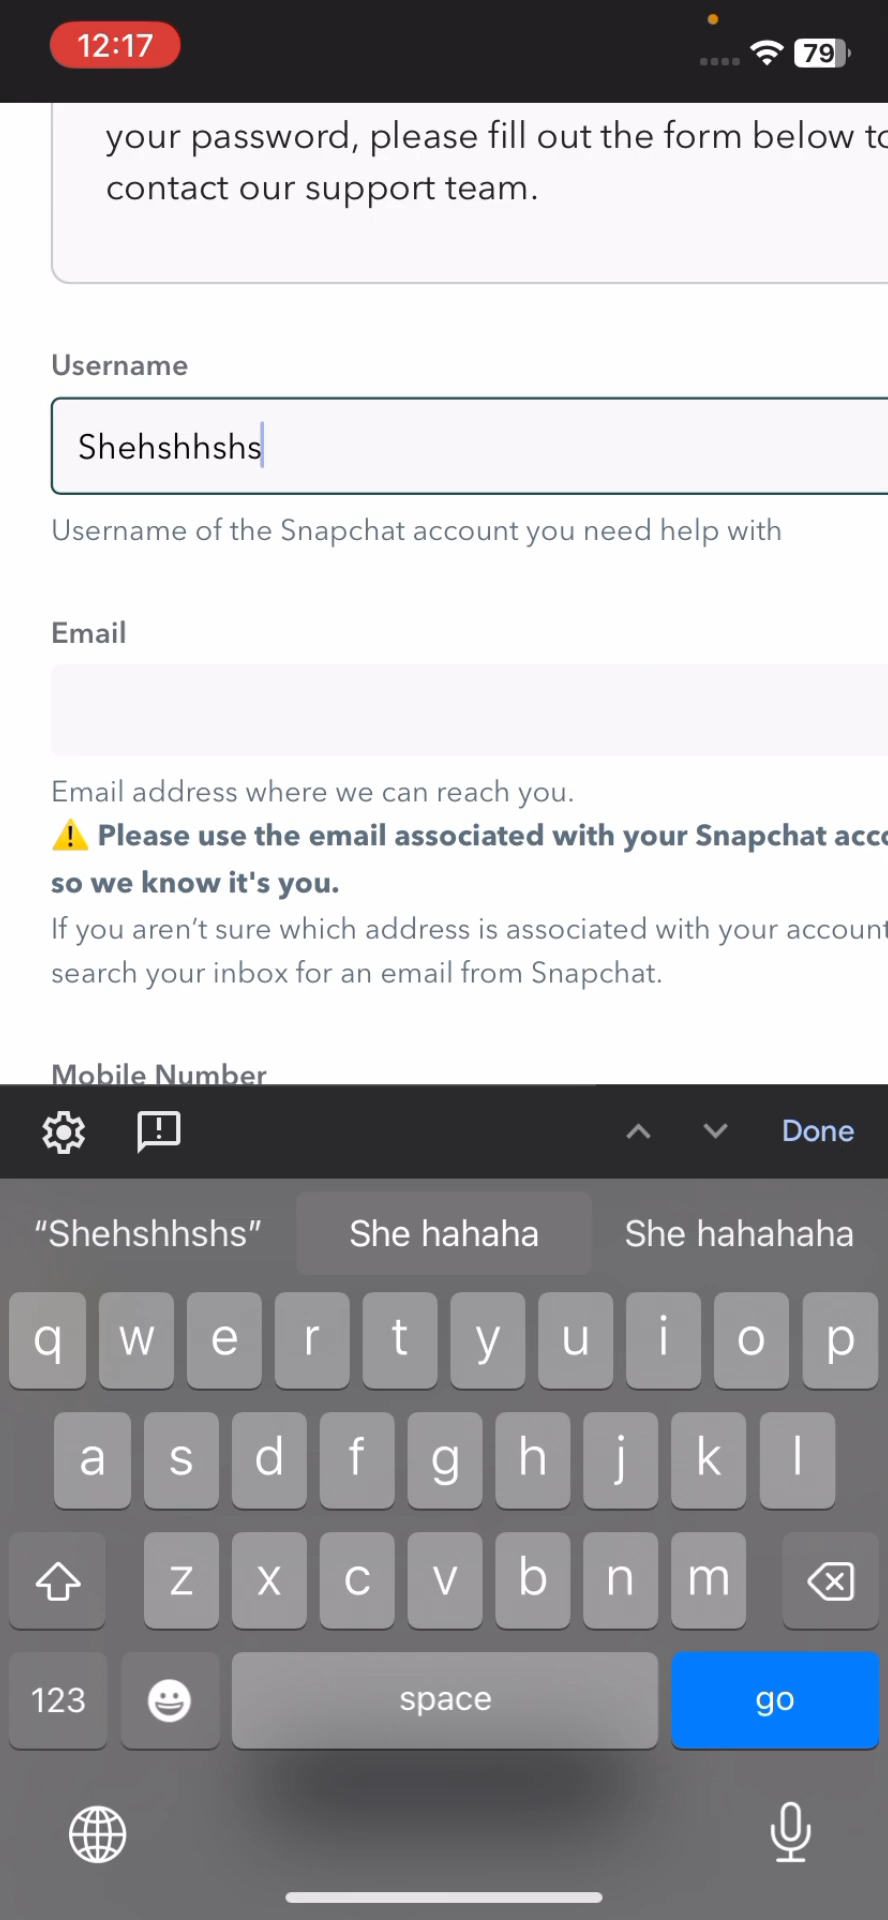 12:17
79
your password, please fill out the form below to
contact our support team.
Username
Shehshhshs
Username of the Snapchat account you need help with
Email
Email address where we can reach you.
⚠️ Please use the email associated with your Snapchat acco
so we know it's you.
If you aren’t sure which address is associated with your account
search your inbox for an email from Snapchat.
Mobile Number
Done
“Shehshhshs” She hahaha She hahahaha
q w e r t y u i o p
a s d f g h j k l
z x c v b n m
123 space go